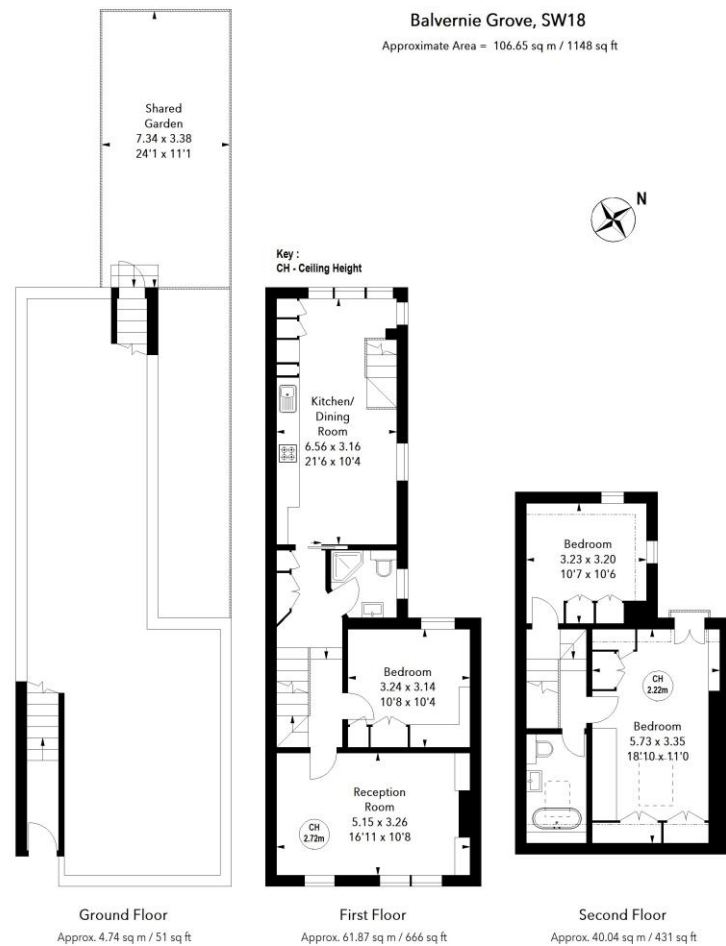 Balvernie Grove, SW18
Approximate Area = 106.65 sq m / 1148 sq ft
Shared
Garden
7.34 x 3.38
24'1 x 11'1
N
Key :
CH - Ceiling Height
Kitchen/
Dining
Room
6.56 x 3.16
21'6 x 10'4
Bedroom
3.24 x 3.14
10'8 x 10'4
Reception
Room
5.15 x 3.26
16'11 x 10'8
CH
2.72m
Bedroom
3.23 x 3.20
10'7 x 10'6
CH
2.22m
Bedroom
5.73 x 3.35
18'10 x 11'0
Ground Floor
Approx. 4.74 sq m / 51 sq ft
First Floor
Approx. 61.87 sq m / 666 sq ft
Second Floor
Approx. 40.04 sq m / 431 sq ft